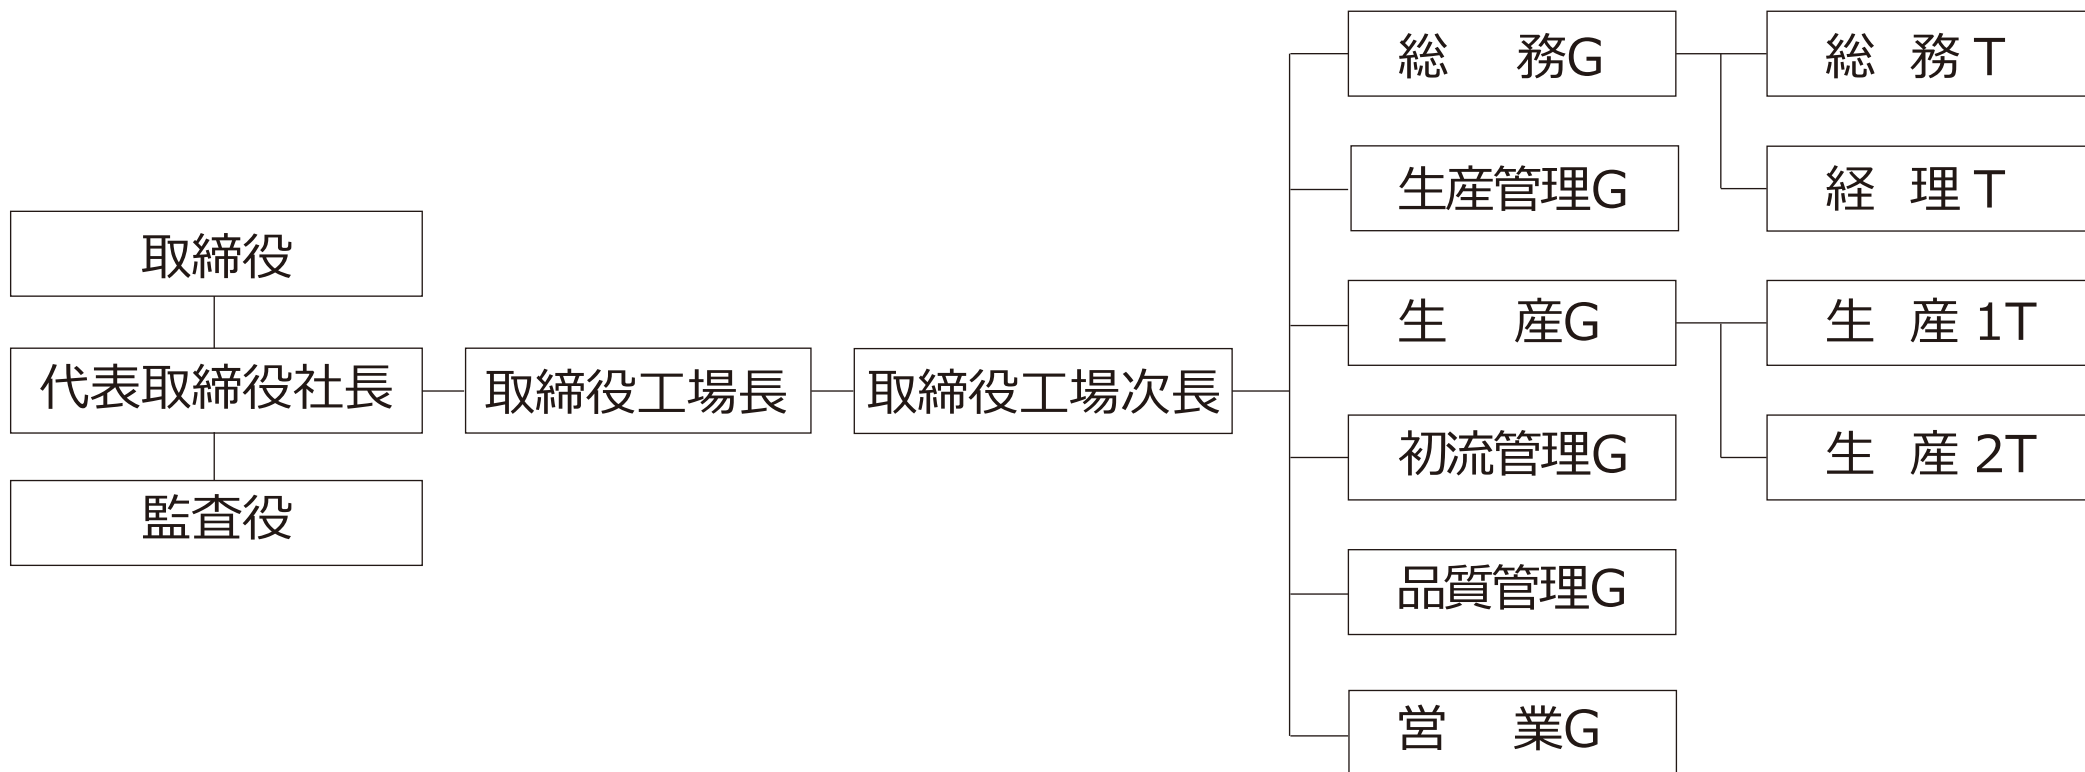 取締役
代表取締役社長
監査役
取締役工場長
取締役工場次長
総　務G
総 務 T
経 理 T
生産管理G
生　産G
生 産 1T
生 産 2T
初流管理G
品質管理G
営　業G